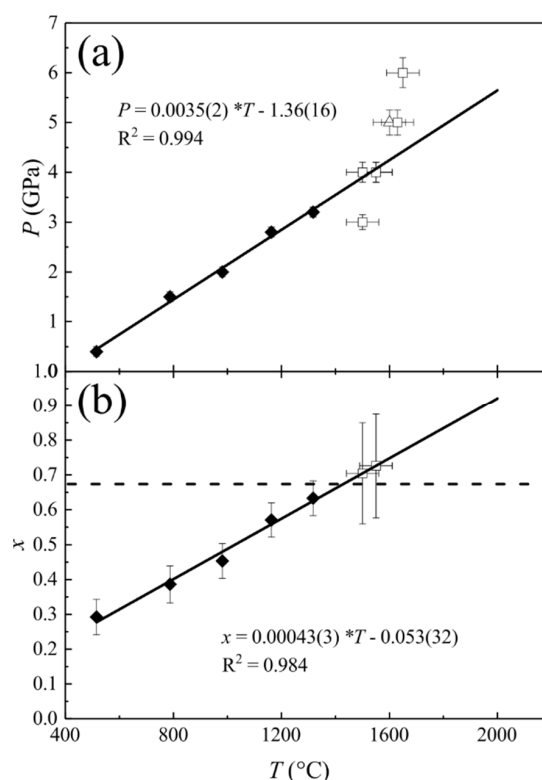 7
(a)
6
5
P = 0.0035(2) *T - 1.36(16)
R² = 0.994
4
P (GPa)
3
2
1
1.0
0
(b)
0.9
0.8
0.7
0.6
x
0.5
0.4
0.3
x = 0.00043(3) *T - 0.053(32)
0.2
R² = 0.984
0.1
0.0
400 800 1200 1600 2000
T (°C)